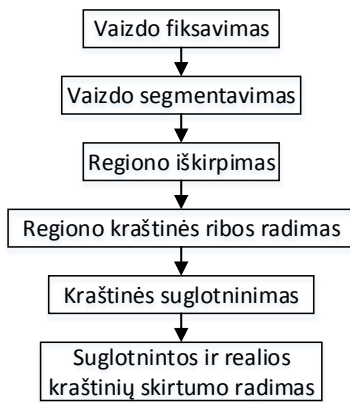 Vaizdo fiksavimas
Vaizdo segmentavimas
Regiono iškirpimas
Regiono kraštinės ribos radimas
Kraštinės suglotninimas
Suglotnintos ir realios
kraštinių skirtumo radimas